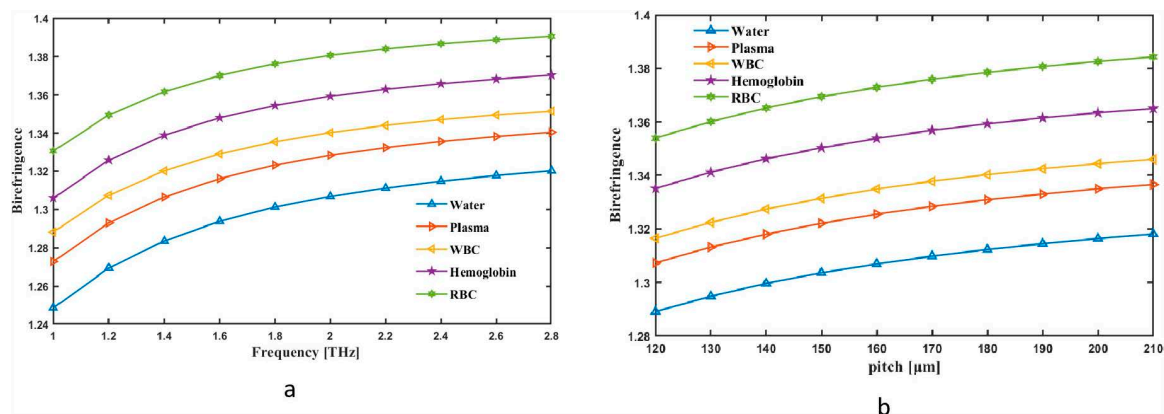 1.4
1.38
1.36
1.34
1.32
1.3
1.28
1.26
1.24
Birefringence
1 1.2 1.4 1.6 1.8 2 2.2 2.4 2.6 2.8
Frequency [THz]
Water
Plasma
WBC
Hemoglobin
RBC
a
1.4
1.38
1.36
1.34
1.32
1.3
1.28
Birefringence
120 130 140 150 160 170 180 190 200 210
pitch [μm]
Water
Plasma
WBC
Hemoglobin
RBC
b